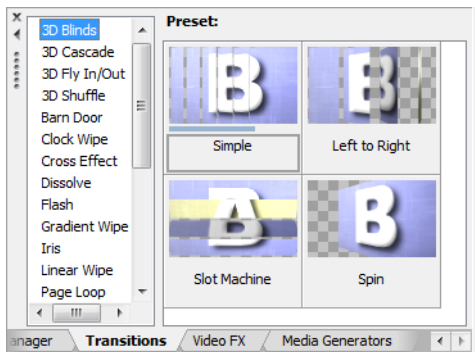 3D Blinds
3D Cascade
3D Fly In/Out
3D Shuffle
Barn Door
Clock Wipe
Cross Effect
Dissolve
Flash
Gradient Wipe
Iris
Linear Wipe
Page Loop
Preset:
B
B
Simple
Left to Right
B
Slot Machine
Spin
anager
Transitions
Video FX
Media Generators